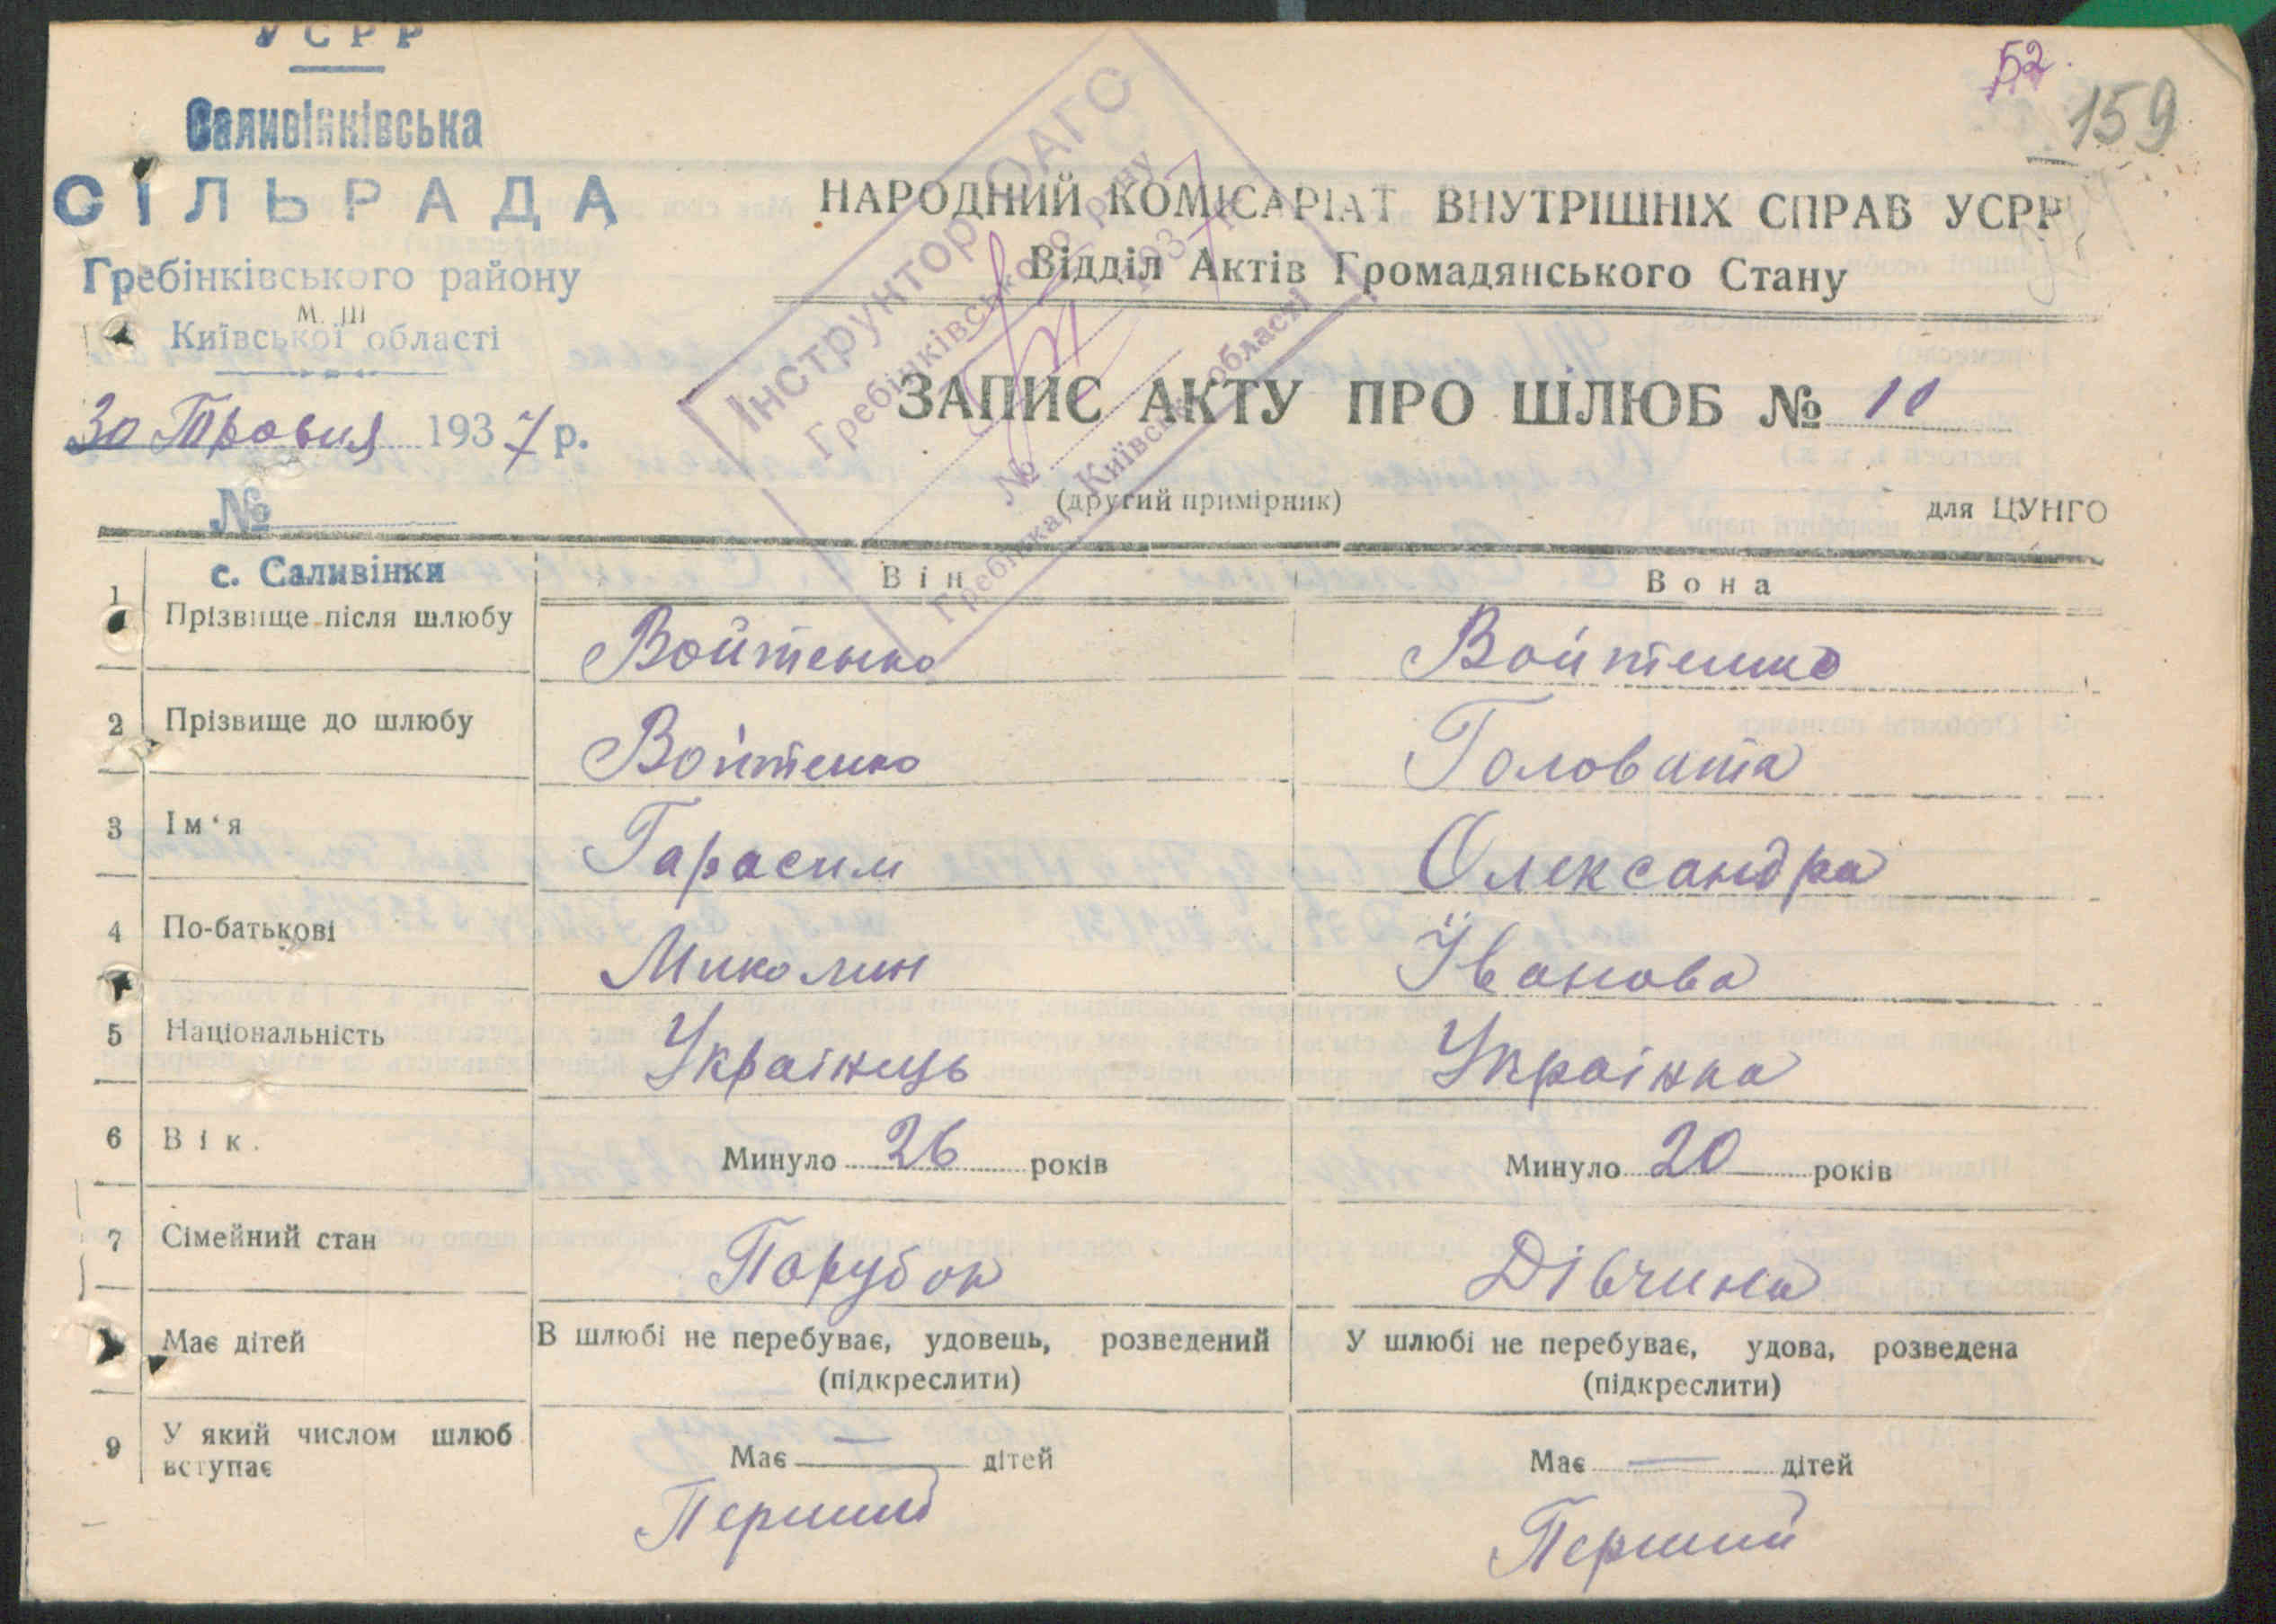 УСРР
52.
159
Саливінківська
СІЛЬРАДА
Гребінківського району
М. Ш
Київської області
30 Травня 1937 р.
№
НАРОДНИЙ КОМІСАРІАТ ВНУТРІШНІХ СПРАВ УСРР
Відділ Актів Громадянського Стану
Інструктор ОАГС
Гребінківського району
193 7 р.
№
Гребінка, Київської області
ЗАПИС АКТУ ПРО ШЛЮБ № 10
(другий примірник)
для ЦУНГО
с. Саливінки
Він Вона
1 Прізвище після шлюбу Войтенко Войтенко
2 Прізвище до шлюбу Войтенко Головата
3 Ім‘я Гарасим Олександра
4 По-батькові Миколин Іванова
5 Національність Українець Українка
6 Вік. Минуло 26 років Минуло 20 років
7 Сімейний стан Парубок Дівчина
Має дітей В шлюбі не перебуває, удовець, розведений У шлюбі не перебуває, удова, розведена
(підкреслити) (підкреслити)
9 У який числом шлюб Має — дітей Має — дітей
вступає
Перший Перший